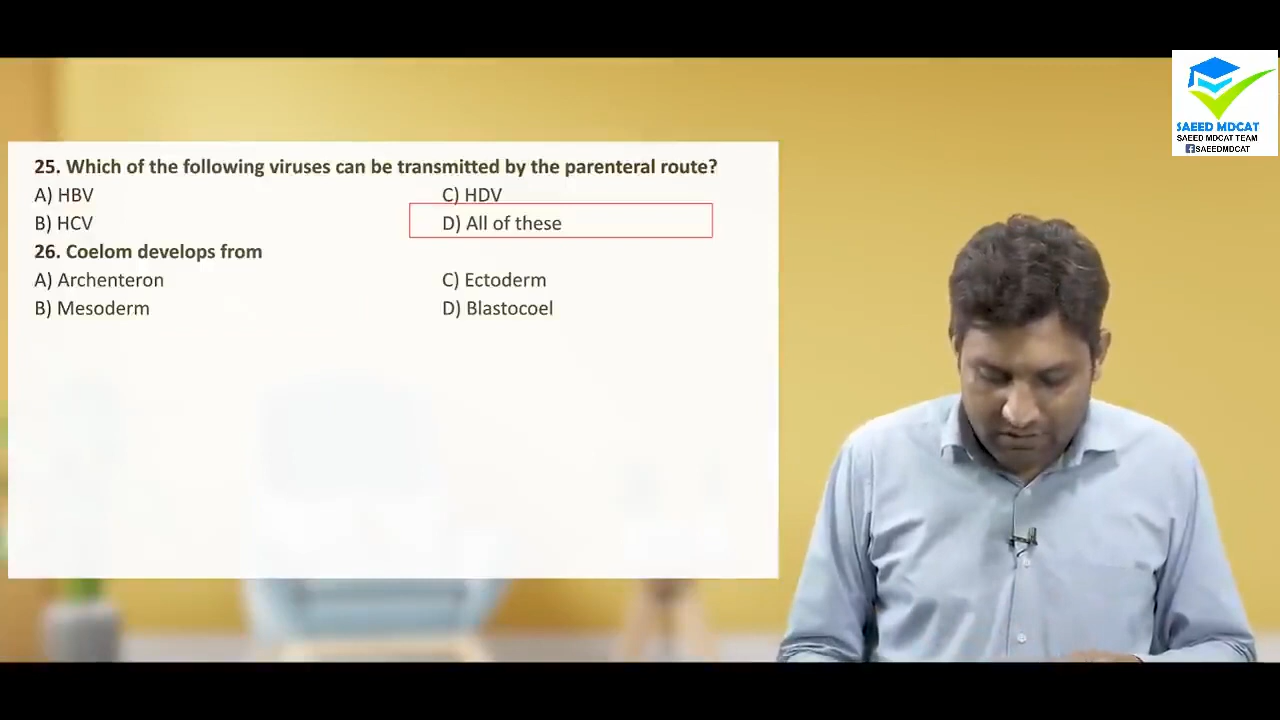 25. Which of the following viruses can be transmitted by the parenteral route?
A) HBV C) HDV
B) HCV D) All of these
26. Coelom develops from
A) Archenteron C) Ectoderm
B) Mesoderm D) Blastocoel
SAEED MDCAT
SAEED MDCAT TEAM
SAEEDMDCAT